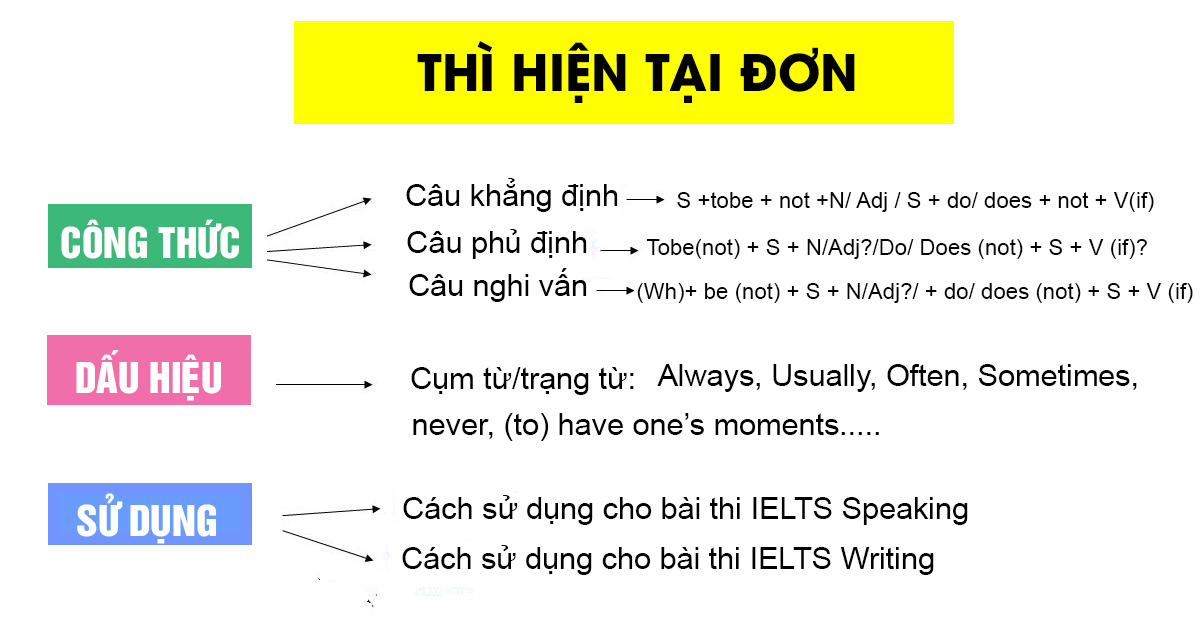 THÌ HIỆN TẠI ĐƠN
CÔNG THỨC
Câu khẳng định
S +tobe + not +N/ Adj / S + do/ does + not + V(if)
Câu phủ định
Tobe(not) + S + N/Adj?/Do/ Does (not) + S + V (if)?
Câu nghi vấn
(Wh)+ be (not) + S + N/Adj?/ + do/ does (not) + S + V (if)
DẤU HIỆU
Cụm từ/trạng từ: Always, Usually, Often, Sometimes,
never, (to) have one’s moments.....
SỬ DỤNG
Cách sử dụng cho bài thi IELTS Speaking
Cách sử dụng cho bài thi IELTS Writing